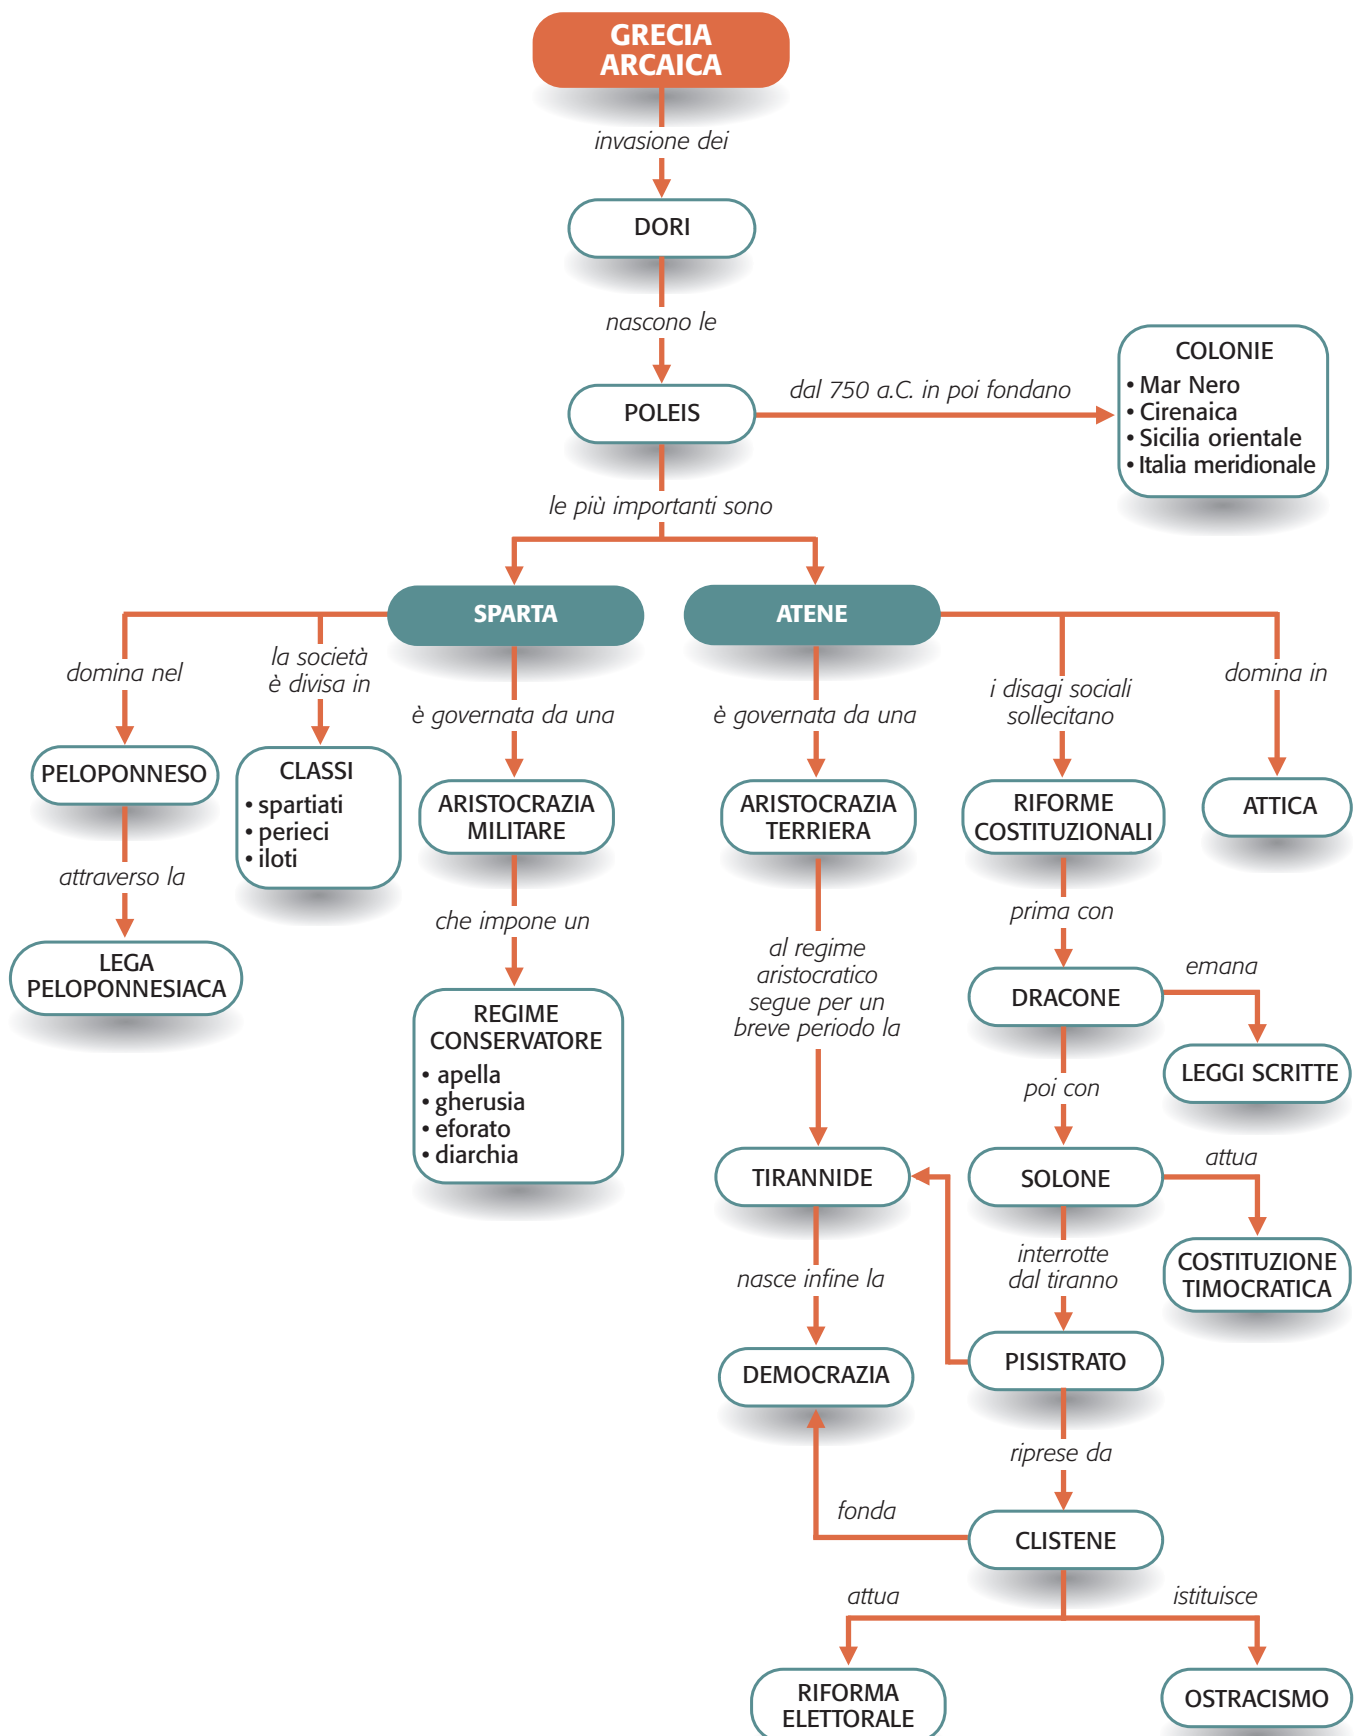 GRECIA
ARCAICA
invasione dei
DORI
nascono le
POLEIS
dal 750 a.C. in poi fondano
COLONIE
• Mar Nero
• Cirenaica
• Sicilia orientale
• Italia meridionale
le più importanti sono
SPARTA
ATENE
domina nel
PELOPONNESO
attraverso la
LEGA
PELOPONNESIACA
la società
è divisa in
CLASSI
• spartiati
• perieci
• iloti
è governata da una
ARISTOCRAZIA
MILITARE
che impone un
REGIME
CONSERVATORE
• apella
• gherusia
• eforato
• diarchia
è governata da una
ARISTOCRAZIA
TERRIERA
al regime
aristocratico
segue per un
breve periodo la
TIRANNIDE
nasce infine la
DEMOCRAZIA
i disagi sociali
sollecitano
RIFORME
COSTITUZIONALI
prima con
DRACONE
emana
LEGGI SCRITTE
poi con
SOLONE
attua
COSTITUZIONE
TIMOCRATICA
interrotte
dal tiranno
PISISTRATO
riprese da
CLISTENE
fonda
attua
RIFORMA
ELETTORALE
istituisce
OSTRACISMO
domina in
ATTICA